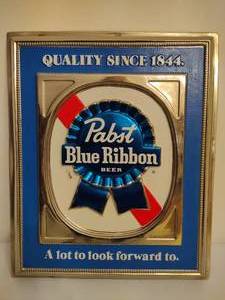 QUALITY SINCE 1844.
Pabst
Blue Ribbon
BEER
A lot to look forward to.